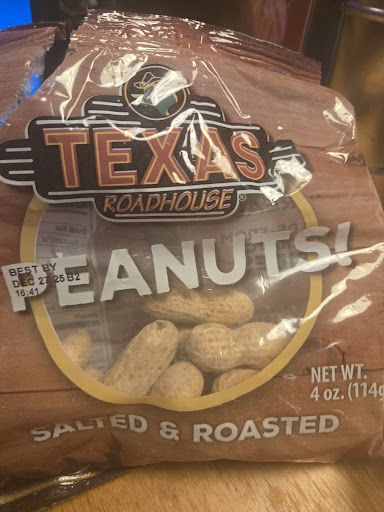 TEXAS
ROADHOUSE®
PEANUTS!
BEST BY
DEC 27 25 B2
16:41
NET WT.
4 oz. (114g
SALTED & ROASTED